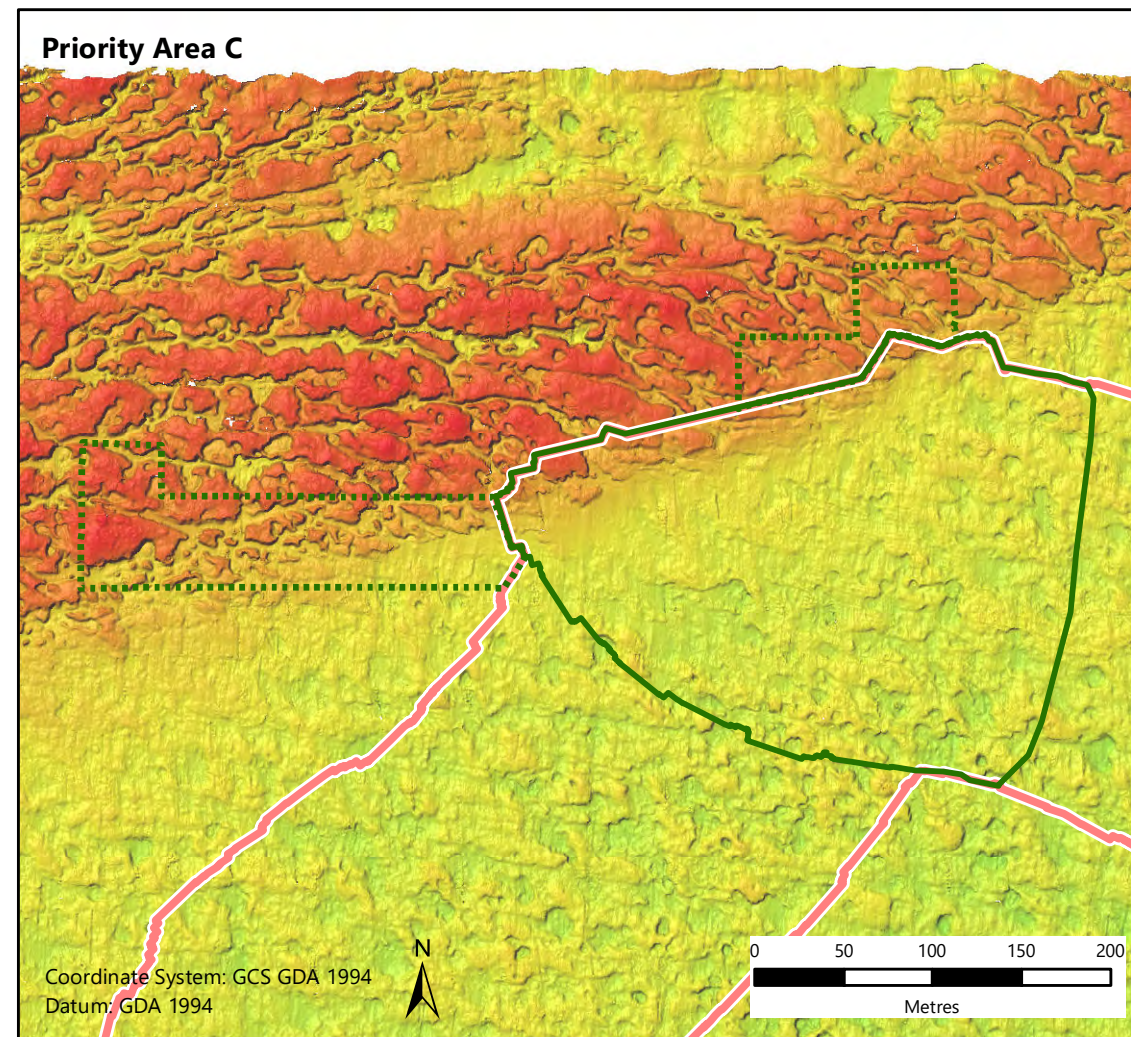 Priority Area C
N
Coordinate System: GCS GDA 1994
Datum: GDA 1994
0 50 100 150 200
Metres